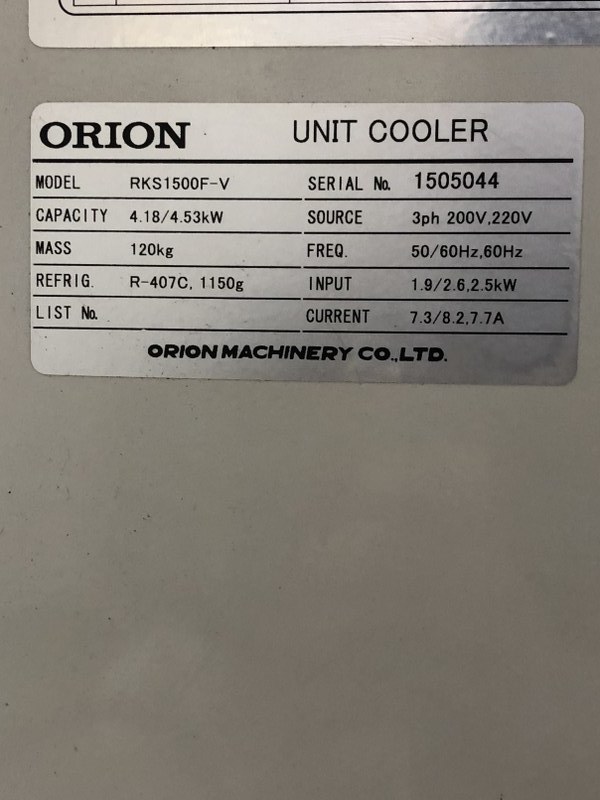 ORION UNIT COOLER
MODEL RKS1500F-V SERIAL No. 1505044
CAPACITY 4.18/4.53kW SOURCE 3ph 200V,220V
MASS 120kg FREQ. 50/60Hz,60Hz
REFRIG. R-407C, 1150g INPUT 1.9/2.6,2.5kW
LIST No. CURRENT 7.3/8.2,7.7A
ORION MACHINERY CO.,LTD.